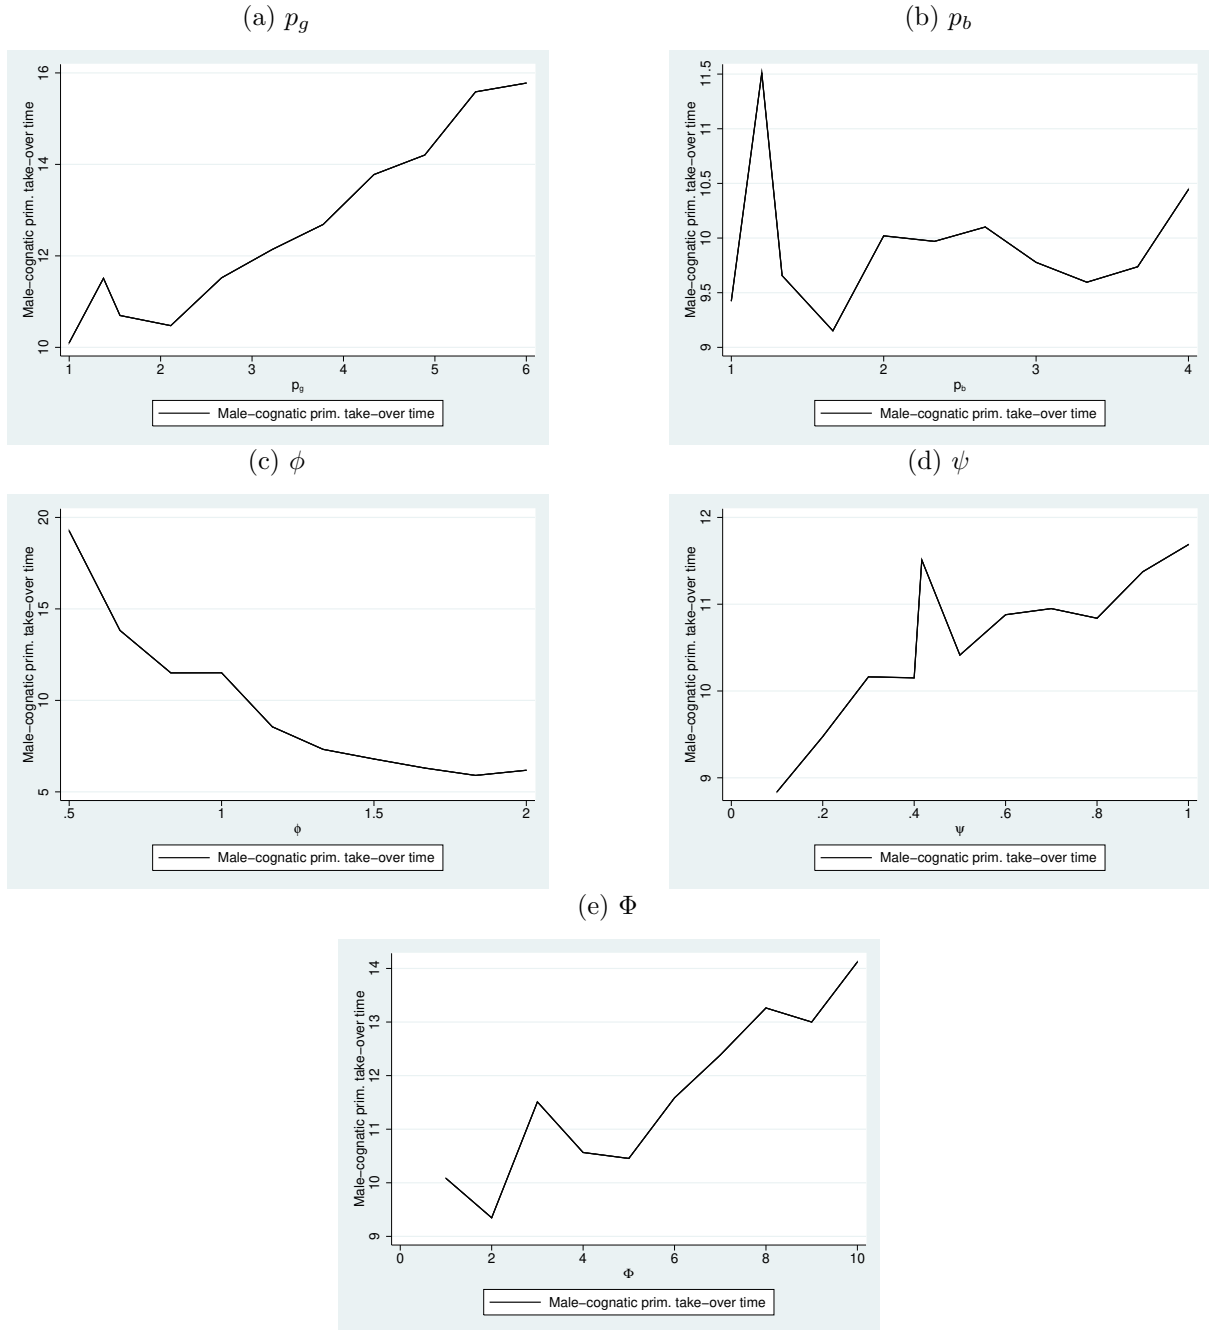 (a) p_g
(b) p_b
Male−cognatic prim. take−over time
16
14
12
10
1 2 3 4 5 6
p_g
Male−cognatic prim. take−over time
Male−cognatic prim. take−over time
11.5
11
10.5
10
9.5
9
1 2 3 4
p_b
Male−cognatic prim. take−over time
(c) ϕ
(d) ψ
Male−cognatic prim. take−over time
20
15
10
5
.5 1 1.5 2
ϕ
Male−cognatic prim. take−over time
Male−cognatic prim. take−over time
12
11
10
9
0 .2 .4 .6 .8 1
ψ
Male−cognatic prim. take−over time
(e) Φ
Male−cognatic prim. take−over time
14
13
12
11
10
9
0 2 4 6 8 10
Φ
Male−cognatic prim. take−over time